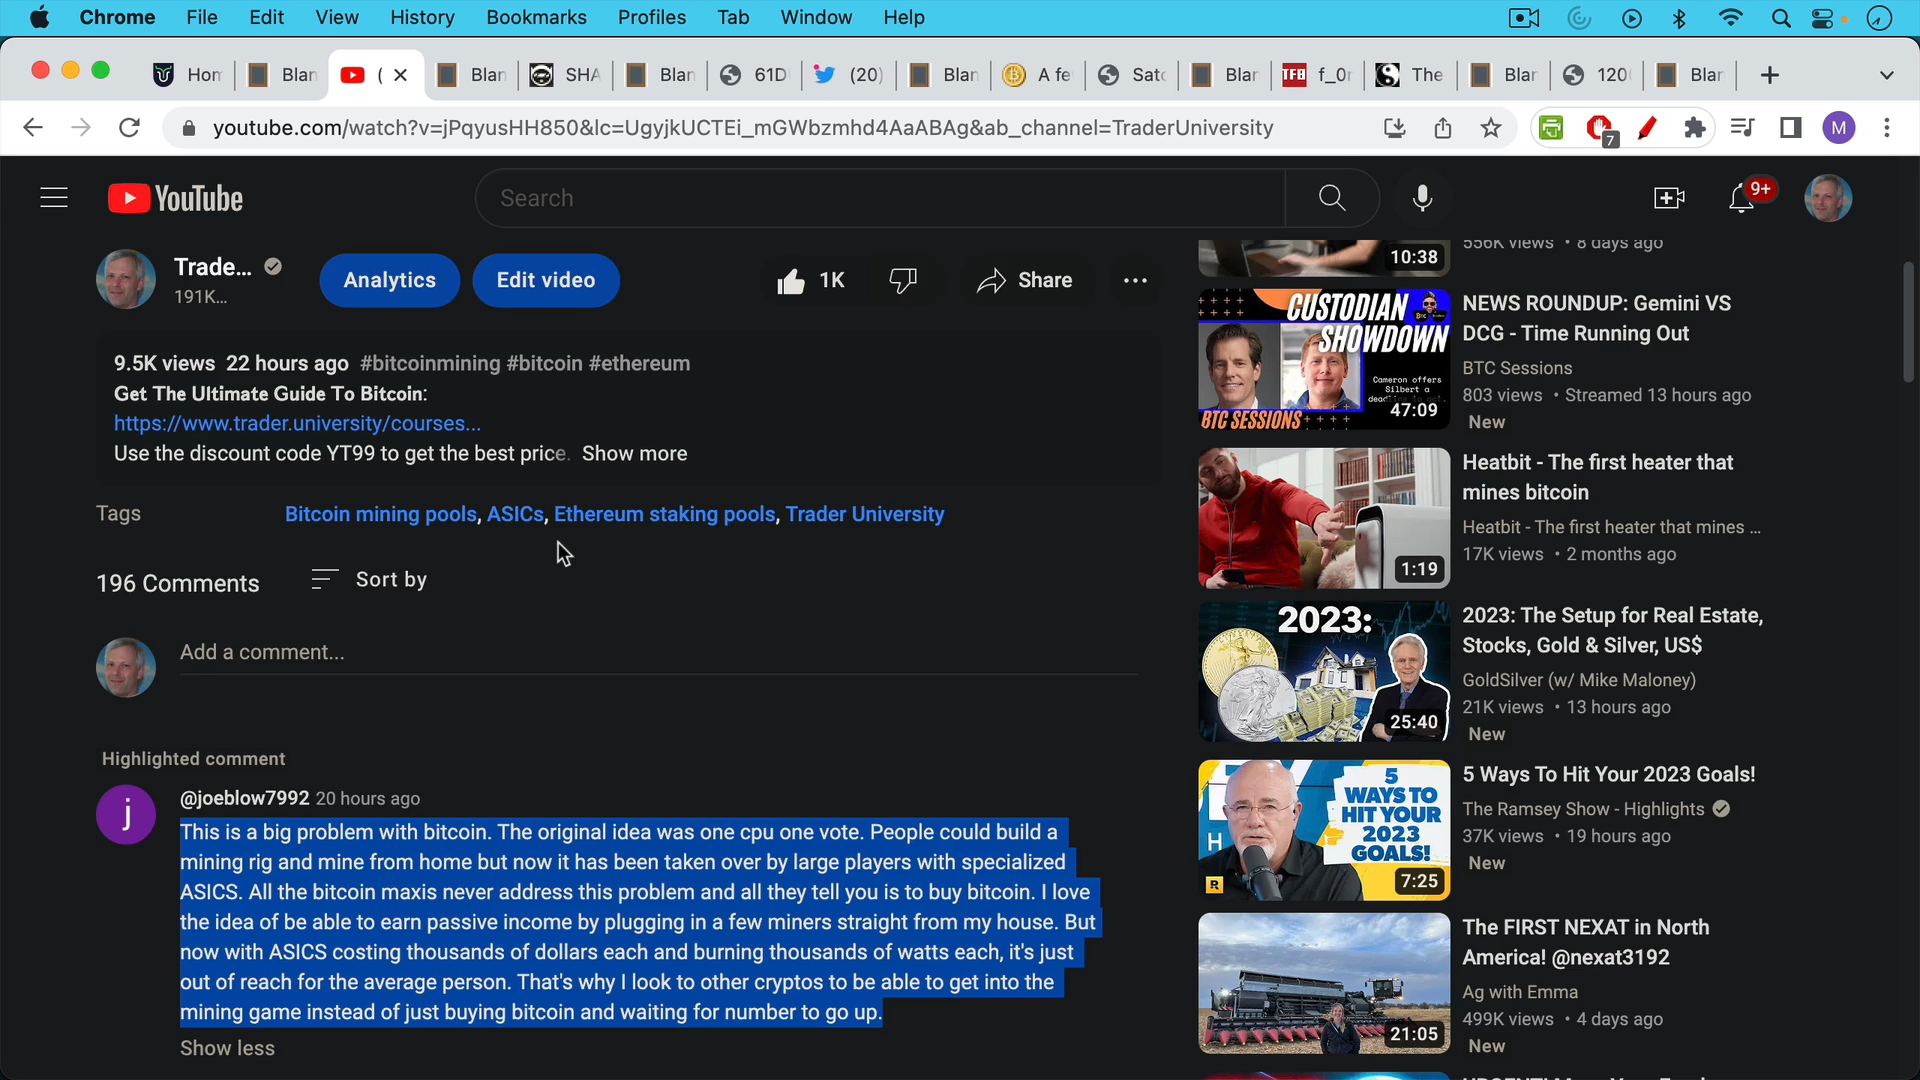 Chrome File Edit View History Bookmarks Profiles Tab Window Help
Hom Blan ( Blan SHA Blan 61D (20) Blan A fe Sato Blan TFB f_0r The Blan 120 Blan
youtube.com/watch?v=jPqyusHH850&lc=UgyjkUCTEi_mGWbzmhd4AaABAg&ab_channel=TraderUniversity
7
M
YouTube
Search
9+
Trade...
191K...
Analytics
Edit video
1K
Share
9.5K views 22 hours ago #bitcoinmining #bitcoin #ethereum
Get The Ultimate Guide To Bitcoin:
https://www.trader.university/courses...
Use the discount code YT99 to get the best price. Show more
Tags
Bitcoin mining pools, ASICs, Ethereum staking pools, Trader University
196 Comments
Sort by
Add a comment...
Highlighted comment
j
@joeblow7992 20 hours ago
This is a big problem with bitcoin. The original idea was one cpu one vote. People could build a
mining rig and mine from home but now it has been taken over by large players with specialized
ASICS. All the bitcoin maxis never address this problem and all they tell you is to buy bitcoin. I love
the idea of be able to earn passive income by plugging in a few miners straight from my house. But
now with ASICS costing thousands of dollars each and burning thousands of watts each, it's just
out of reach for the average person. That's why I look to other cryptos to be able to get into the
mining game instead of just buying bitcoin and waiting for number to go up.
Show less
10:38
556K views • 8 days ago
CUSTODIAN
SHOWDOWN
Cameron offers
Silbert a
BTC SESSIONS
47:09
NEWS ROUNDUP: Gemini VS
DCG - Time Running Out
BTC Sessions
803 views • Streamed 13 hours ago
New
1:19
Heatbit - The first heater that
mines bitcoin
Heatbit - The first heater that mines ...
17K views • 2 months ago
2023:
25:40
2023: The Setup for Real Estate,
Stocks, Gold & Silver, US$
GoldSilver (w/ Mike Maloney)
21K views • 13 hours ago
New
5
WAYS TO
HIT YOUR
2023
GOALS!
R
7:25
5 Ways To Hit Your 2023 Goals!
The Ramsey Show - Highlights
37K views • 19 hours ago
New
21:05
The FIRST NEXAT in North
America! @nexat3192
Ag with Emma
499K views • 4 days ago
New